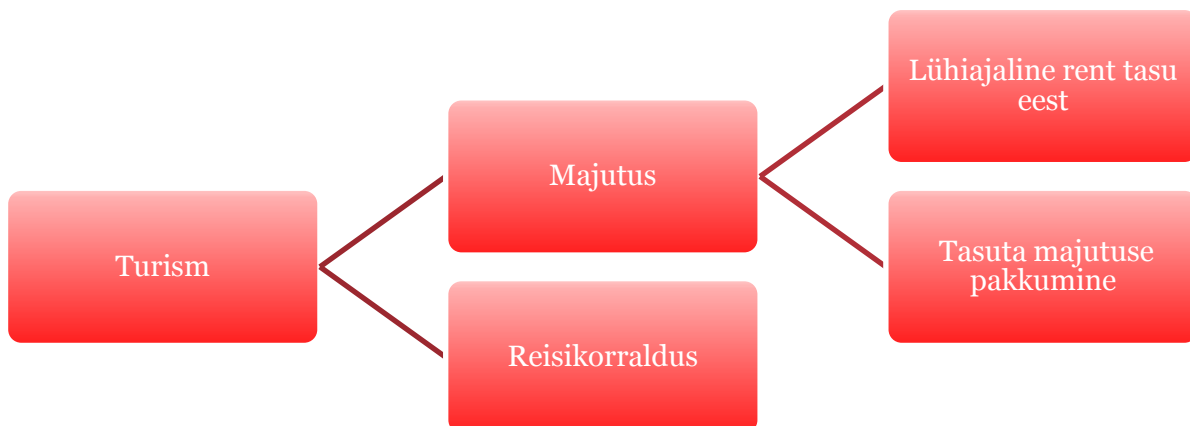 Turism
Majutus
Reisikorraldus
Lühiajaline rent tasu
eest
Tasuta majutuse
pakkumine